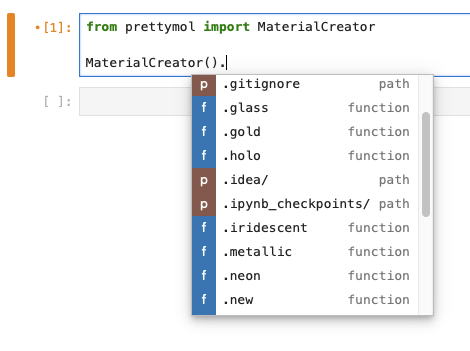 [1]: from prettymol import MaterialCreator
MaterialCreator().
[ ]:
p .gitignore path
f .glass function
f .gold function
f .holo function
p .idea/ path
p .ipynb_checkpoints/ path
f .iridescent function
f .metallic function
f .neon function
f .new function